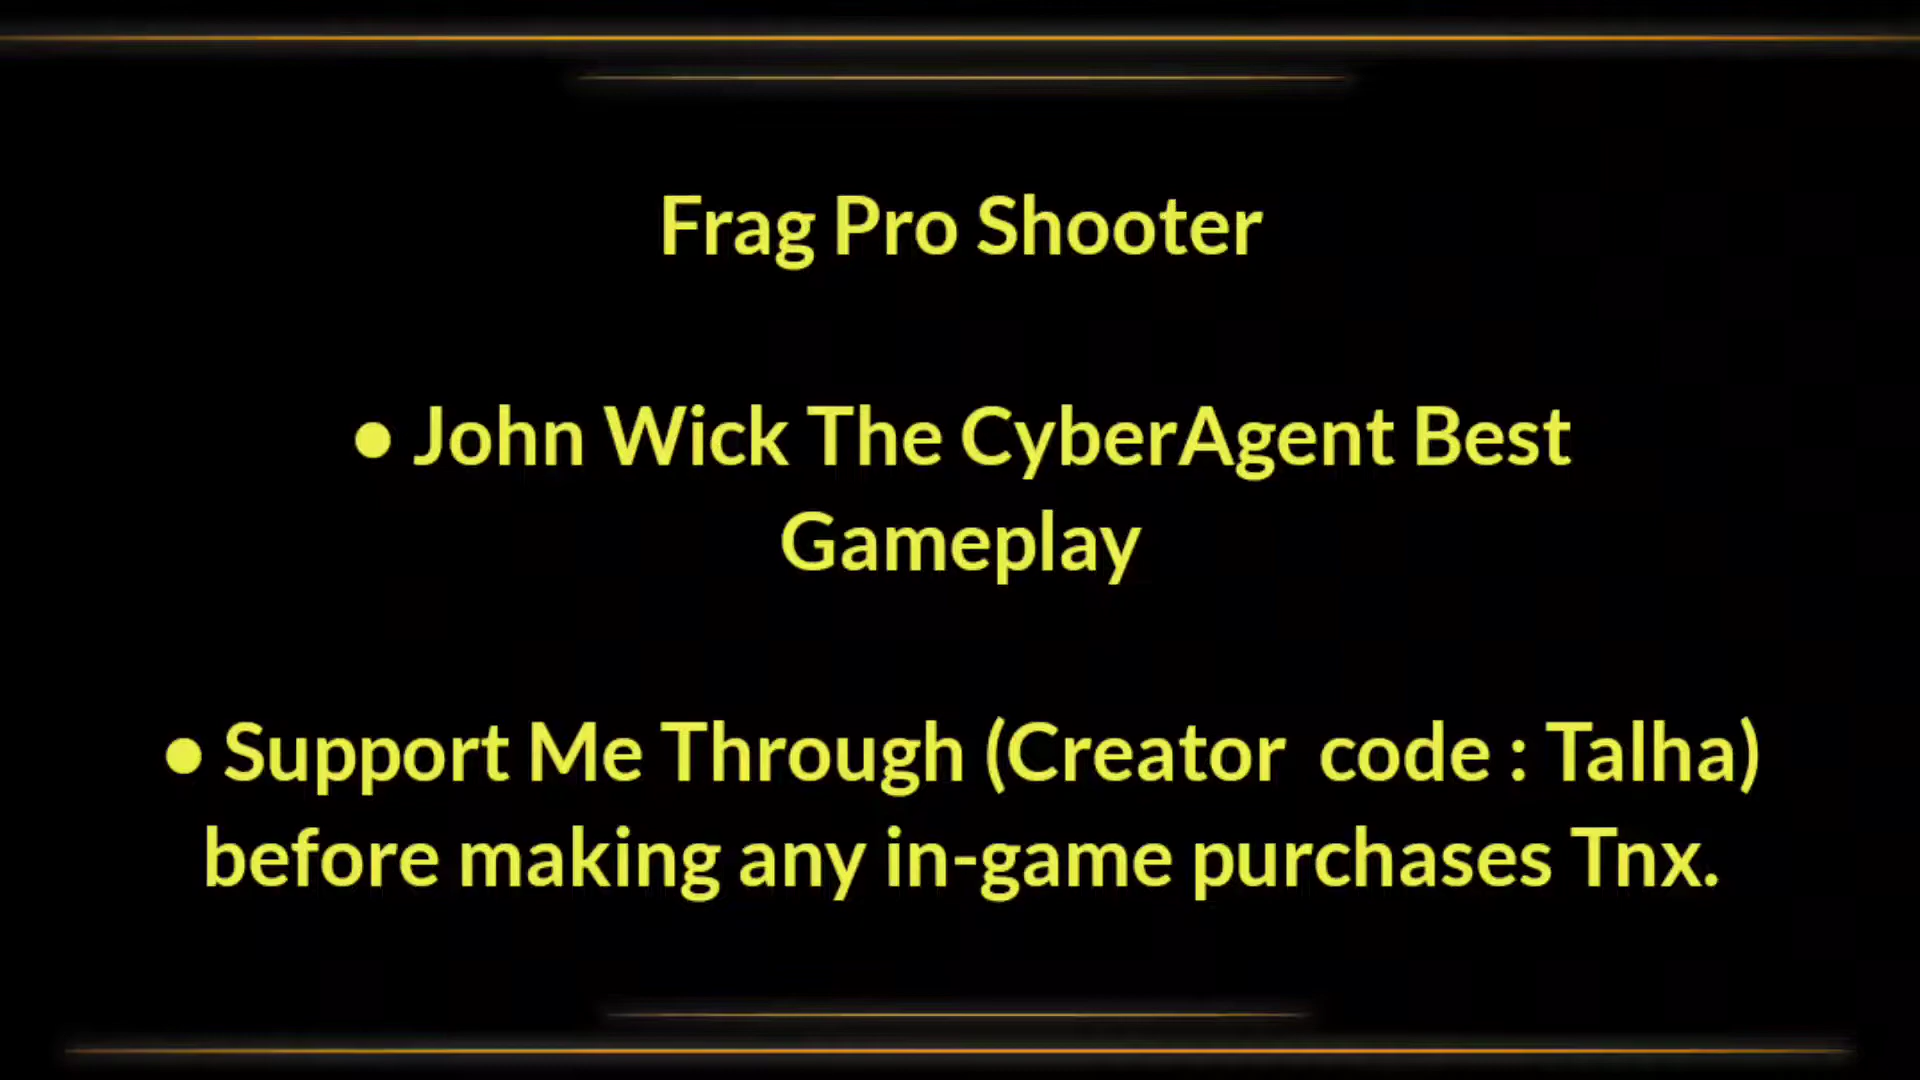 Frag Pro Shooter
● John Wick The CyberAgent Best
Gameplay
● Support Me Through (Creator  code : Talha)
before making any in-game purchases Tnx.